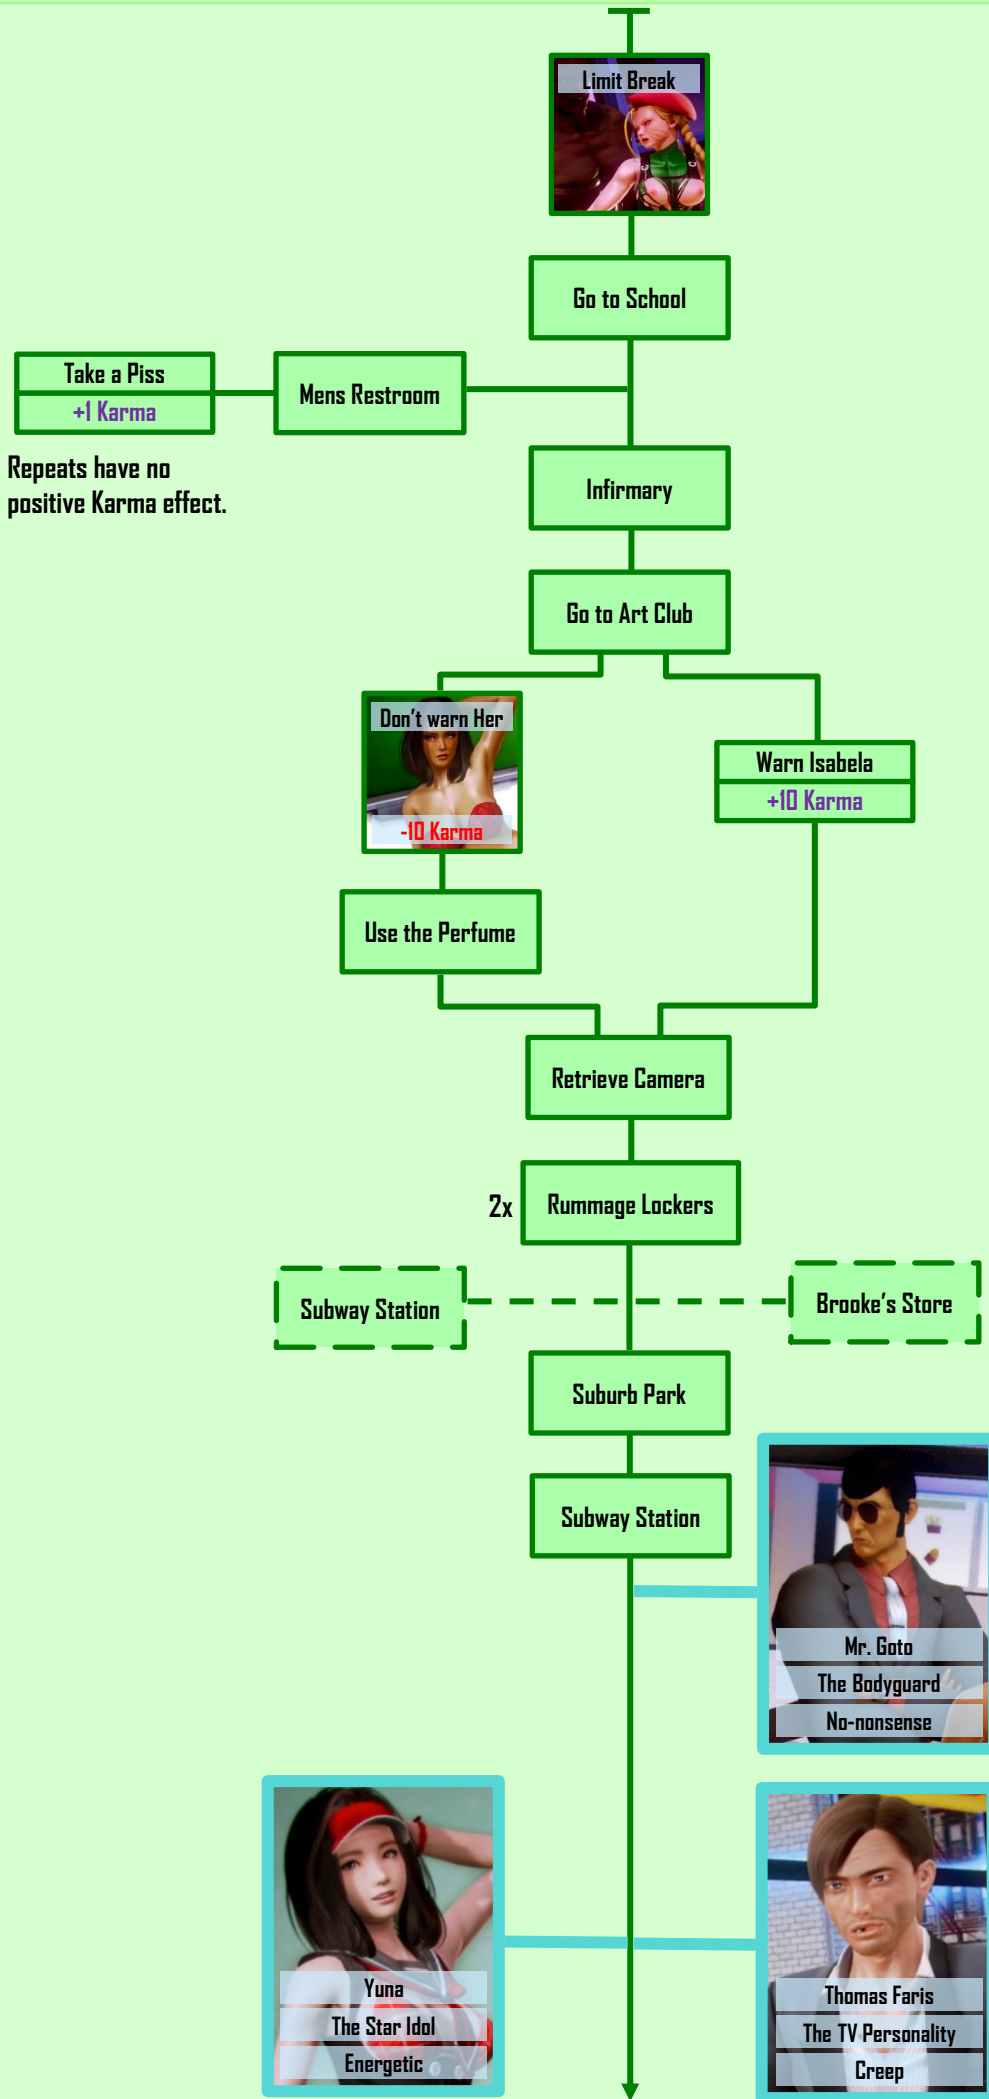 Limit Break
Go to School
Take a Piss
+1 Karma
Mens Restroom
Repeats have no
positive Karma effect.
Infirmary
Go to Art Club
Don't warn Her
-10 Karma
Warn Isabela
+10 Karma
Use the Perfume
Retrieve Camera
2x
Rummage Lockers
Subway Station
Brooke's Store
Suburb Park
Subway Station
Mr. Goto
The Bodyguard
No-nonsense
Yuna
The Star Idol
Energetic
Thomas Faris
The TV Personality
Creep